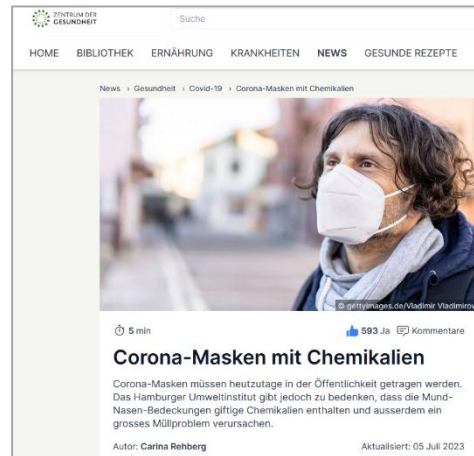 ZENTRUM DER
GESUNDHEIT
Suche
HOME BIBLIOTHEK ERNÄHRUNG KRANKHEITEN NEWS GESUNDE REZEPTE
News › Gesundheit › Covid-19 › Corona-Masken mit Chemikalien
© gettyimages.de/Vladimir Vladimirov
5 min 593 Ja Kommentare
Corona-Masken mit Chemikalien
Corona-Masken müssen heutzutage in der Öffentlichkeit getragen werden.
Das Hamburger Umweltinstitut gibt jedoch zu bedenken, dass die Mund-
Nasen-Bedeckungen giftige Chemikalien enthalten und ausserdem ein
grosses Müllproblem verursachen.
Autor: Carina Rehberg Aktualisiert: 05 Juli 2023